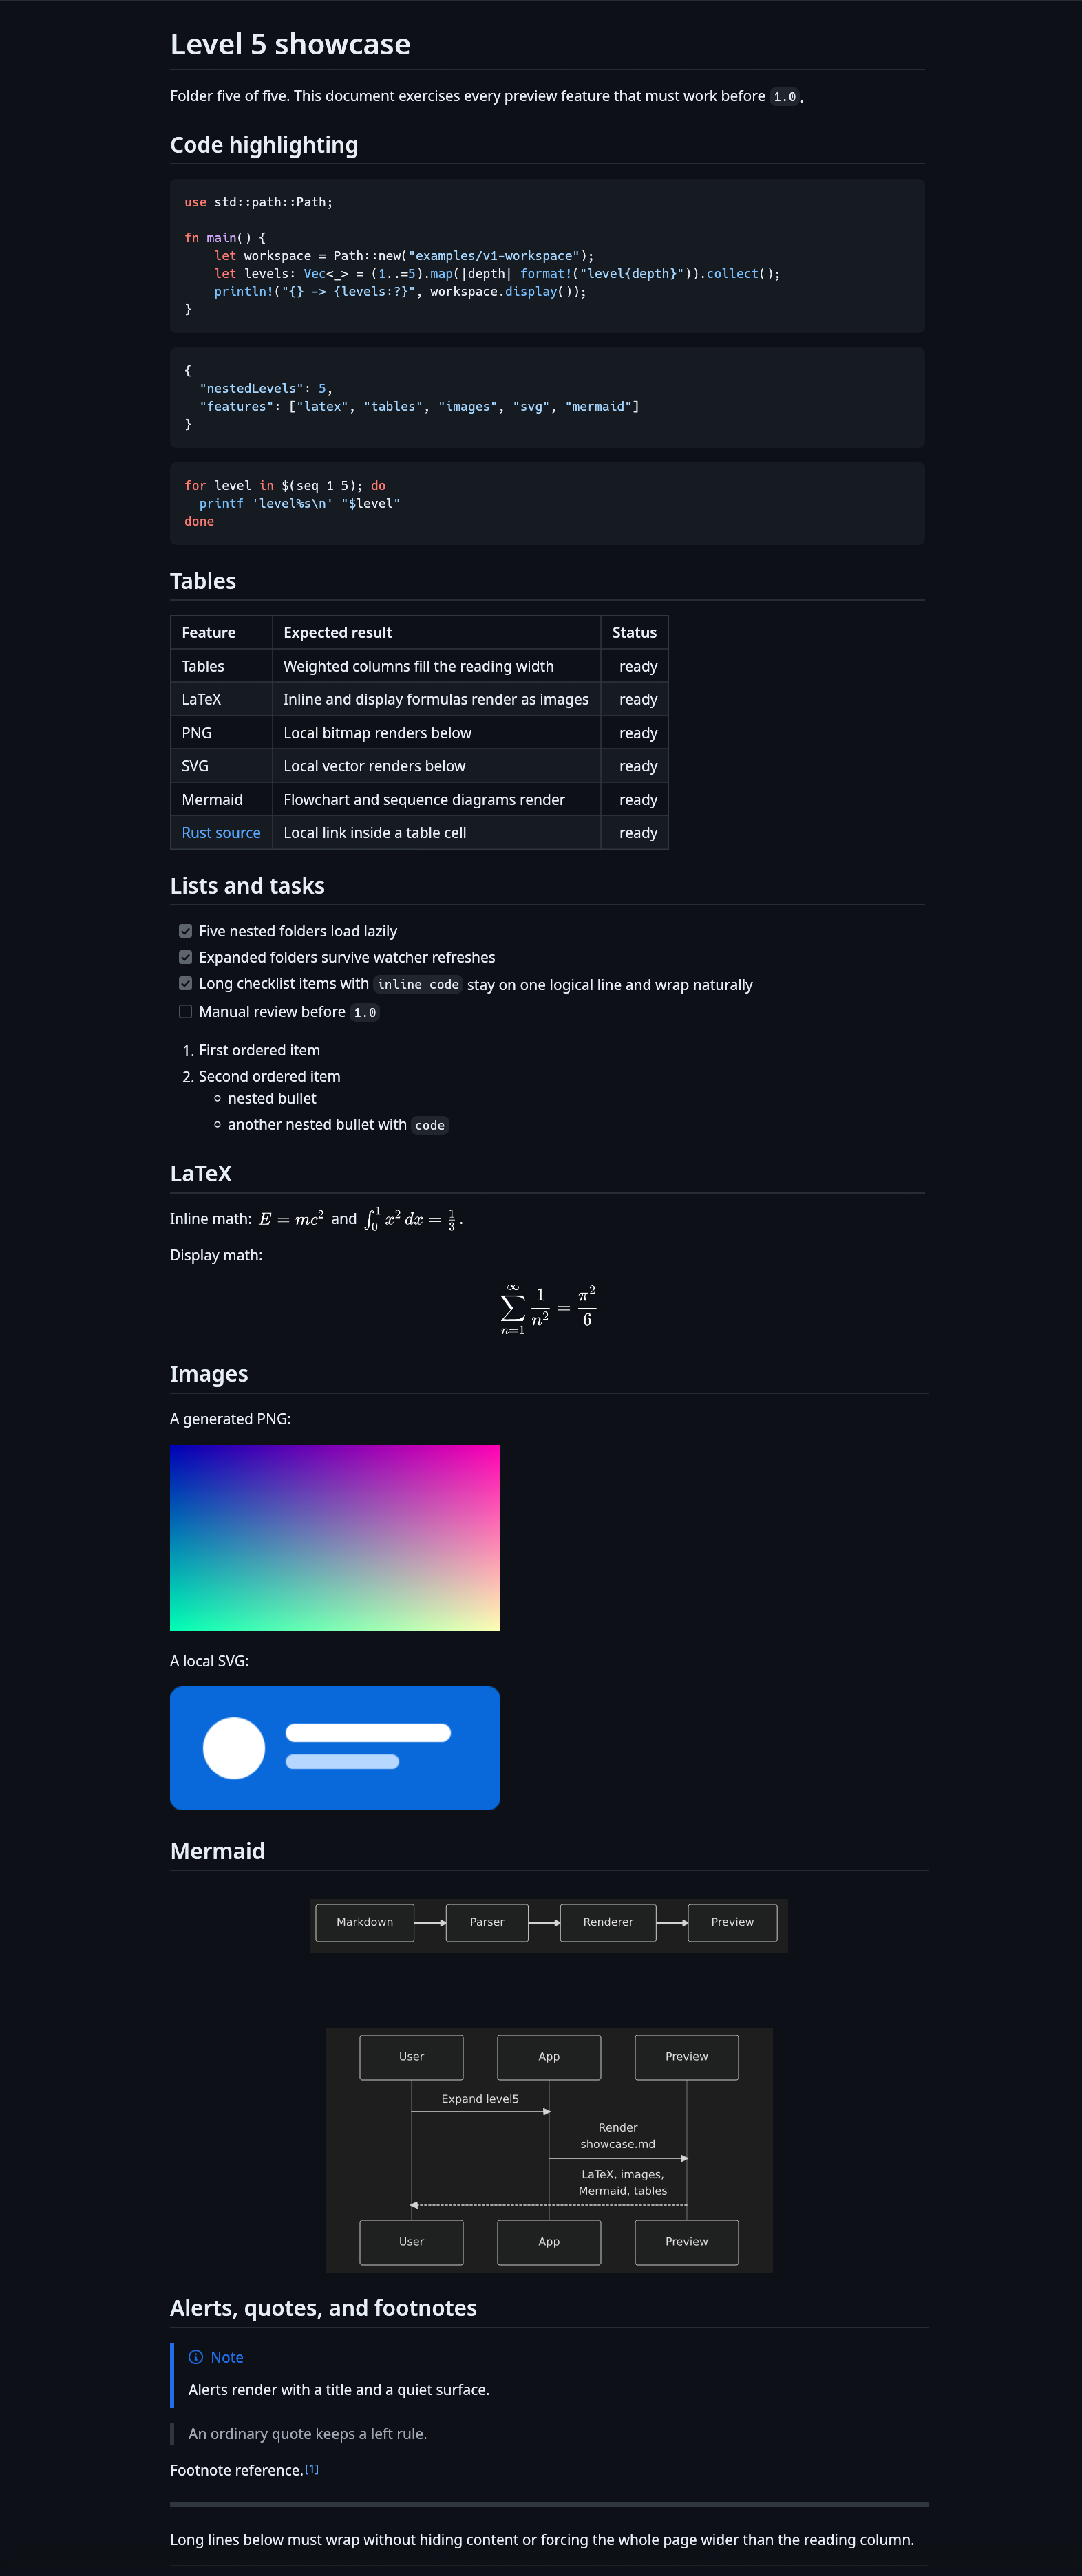 Level 5 showcase
Folder five of five. This document exercises every preview feature that must work before 1.0.
Code highlighting
use std::path::Path;
fn main() {
    let workspace = Path::new("examples/v1-workspace");
    let levels: Vec<_> = (1..=5).map(|depth| format!("level{depth}")).collect();
    println!("{} -> {levels:?}", workspace.display());
}
{
  "nestedLevels": 5,
  "features": ["latex", "tables", "images", "svg", "mermaid"]
}
for level in $(seq 1 5); do
  printf 'level%s\n' "$level"
done
Tables
Feature Expected result Status
Tables Weighted columns fill the reading width ready
LaTeX Inline and display formulas render as images ready
PNG Local bitmap renders below ready
SVG Local vector renders below ready
Mermaid Flowchart and sequence diagrams render ready
Rust source Local link inside a table cell ready
Lists and tasks
Five nested folders load lazily
Expanded folders survive watcher refreshes
Long checklist items with inline code stay on one logical line and wrap naturally
Manual review before 1.0
1. First ordered item
2. Second ordered item
nested bullet
another nested bullet with code
LaTeX
Inline math: E = mc² and ∫₀¹ x² dx = 1/3.
Display math:
∑_{n=1}^{∞} 1/n² = π²/6
Images
A generated PNG:
A local SVG:
Mermaid
Markdown Parser Renderer Preview
User App Preview
Expand level5
Render
showcase.md
LaTeX, images,
Mermaid, tables
User App Preview
Alerts, quotes, and footnotes
Note
Alerts render with a title and a quiet surface.
An ordinary quote keeps a left rule.
Footnote reference.[1]
Long lines below must wrap without hiding content or forcing the whole page wider than the reading column.